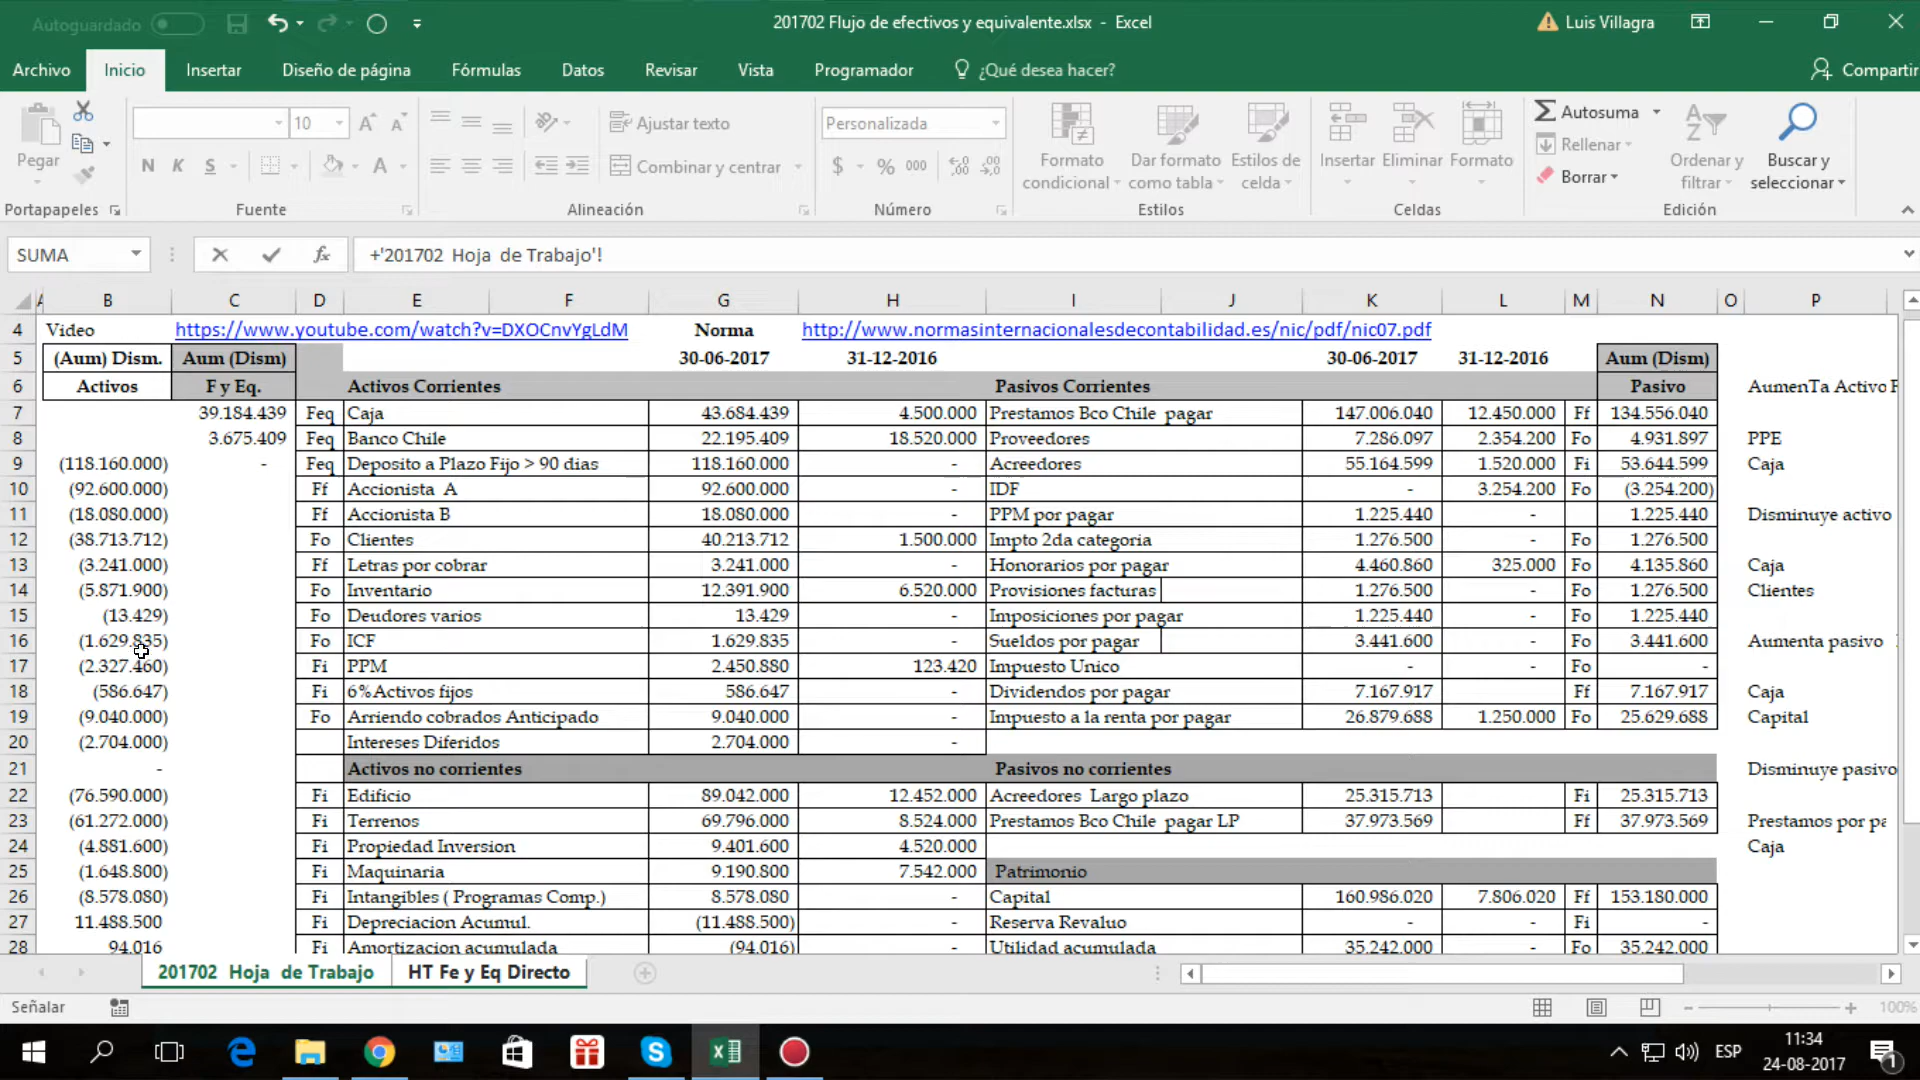 Autoguardado
201702 Flujo de efectivos y equivalente.xlsx - Excel
Luis Villagra
Archivo Inicio Insertar Diseño de página Fórmulas Datos Revisar Vista Programador ¿Qué desea hacer? Compartir
Pegar 10 A A Ajustar texto Personalizada
N K S A Combinar y centrar $ % 000
Formato condicional Dar formato como tabla Estilos de celda Insertar Eliminar Formato
Autosuma Rellenar Borrar Ordenar y filtrar Buscar y seleccionar
Portapapeles Fuente Alineación Número Estilos Celdas Edición
SUMA fx +'201702 Hoja de Trabajo'!
A B C D E F G H I J K L M N O P
4 Video https://www.youtube.com/watch?v=DXOCnvYgLdM Norma http://www.normasinternacionalesdecontabilidad.es/nic/pdf/nic07.pdf
5 (Aum) Dism. Aum (Dism) 30-06-2017 31-12-2016 30-06-2017 31-12-2016 Aum (Dism)
6 Activos F y Eq. Activos Corrientes Pasivos Corrientes Pasivo AumenTa Activo F
7 39.184.439 Feq Caja 43.684.439 4.500.000 Prestamos Bco Chile pagar 147.006.040 12.450.000 Ff 134.556.040
8 3.675.409 Feq Banco Chile 22.195.409 18.520.000 Proveedores 7.286.097 2.354.200 Fo 4.931.897 PPE
9 (118.160.000) - Feq Deposito a Plazo Fijo > 90 dias 118.160.000 - Acreedores 55.164.599 1.520.000 Fi 53.644.599 Caja
10 (92.600.000) Ff Accionista A 92.600.000 - IDF - 3.254.200 Fo (3.254.200)
11 (18.080.000) Ff Accionista B 18.080.000 - PPM por pagar 1.225.440 - 1.225.440 Disminuye activo
12 (38.713.712) Fo Clientes 40.213.712 1.500.000 Impto 2da categoria 1.276.500 - Fo 1.276.500
13 (3.241.000) Ff Letras por cobrar 3.241.000 - Honorarios por pagar 4.460.860 325.000 Fo 4.135.860 Caja
14 (5.871.900) Fo Inventario 12.391.900 6.520.000 Provisiones facturas 1.276.500 - Fo 1.276.500 Clientes
15 (13.429) Fo Deudores varios 13.429 - Imposiciones por pagar 1.225.440 - Fo 1.225.440
16 (1.629.835) Fo ICF 1.629.835 - Sueldos por pagar 3.441.600 - Fo 3.441.600 Aumenta pasivo
17 (2.327.460) Fi PPM 2.450.880 123.420 Impuesto Unico - - Fo -
18 (586.647) Fi 6%Activos fijos 586.647 - Dividendos por pagar 7.167.917 Ff 7.167.917 Caja
19 (9.040.000) Fo Arriendo cobrados Anticipado 9.040.000 - Impuesto a la renta por pagar 26.879.688 1.250.000 Fo 25.629.688 Capital
20 (2.704.000) Intereses Diferidos 2.704.000 -
21 - Activos no corrientes Pasivos no corrientes Disminuye pasivo
22 (76.590.000) Fi Edificio 89.042.000 12.452.000 Acreedores Largo plazo 25.315.713 Fi 25.315.713
23 (61.272.000) Fi Terrenos 69.796.000 8.524.000 Prestamos Bco Chile pagar LP 37.973.569 Ff 37.973.569 Prestamos por pa
24 (4.881.600) Fi Propiedad Inversion 9.401.600 4.520.000 Caja
25 (1.648.800) Fi Maquinaria 9.190.800 7.542.000 Patrimonio
26 (8.578.080) Fi Intangibles ( Programas Comp.) 8.578.080 - Capital 160.986.020 7.806.020 Ff 153.180.000
27 11.488.500 Fi Depreciacion Acumul. (11.488.500) - Reserva Revaluo - - Fi -
28 94.016 Fi Amortizacion acumulada (94.016) - Utilidad acumulada 35.242.000 - Fo 35.242.000
201702 Hoja de Trabajo HT Fe y Eq Directo
Señalar 100%
ESP 11:34
24-08-2017
1